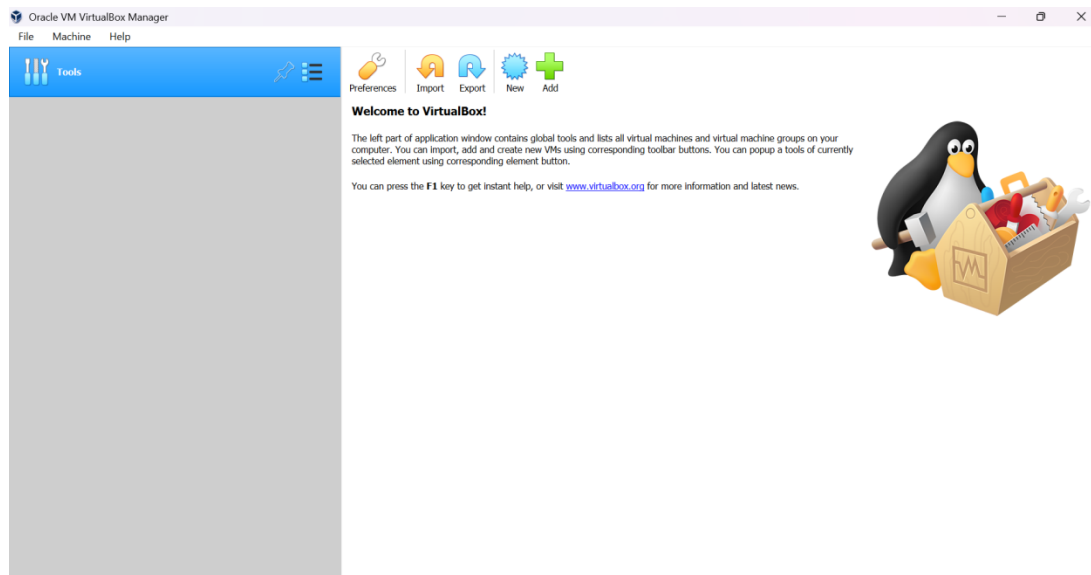 Oracle VM VirtualBox Manager
File Machine Help
Tools
Preferences Import Export New Add
Welcome to VirtualBox!
The left part of application window contains global tools and lists all virtual machines and virtual machine groups on your
computer. You can import, add and create new VMs using corresponding toolbar buttons. You can popup a tools of currently
selected element using corresponding element button.
You can press the F1 key to get instant help, or visit www.virtualbox.org for more information and latest news.